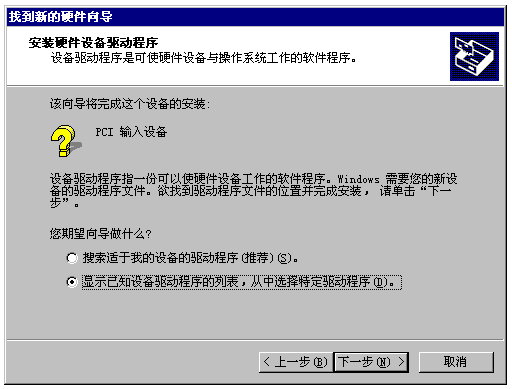 找到新的硬件向导
安装硬件设备驱动程序
设备驱动程序是可使硬件设备与操作系统工作的软件程序。
该向导将完成这个设备的安装:
PCI 输入设备
设备驱动程序指一份可以使硬件设备工作的软件程序。Windows 需要您的新设
备的驱动程序文件。欲找到驱动程序文件的位置并完成安装，请单击“下一
步”。
您期望向导做什么?
搜索适于我的设备的驱动程序(推荐)(S)。
显示已知设备驱动程序的列表，从中选择特定驱动程序(D)。
< 上一步(B) 下一步(N) > 取消